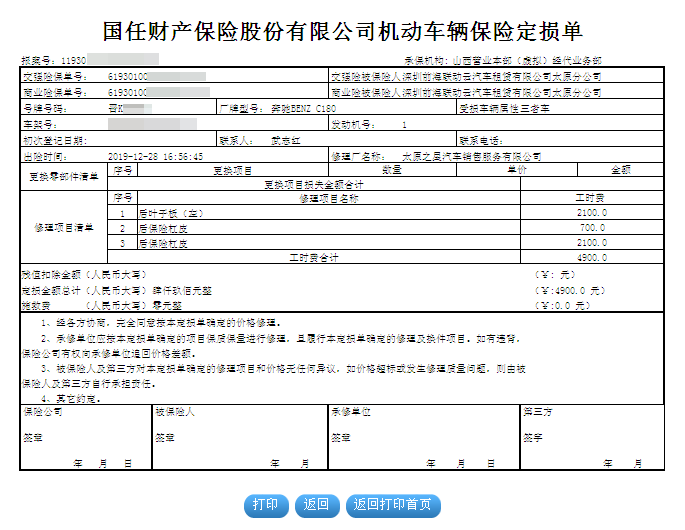 国任财产保险股份有限公司机动车辆保险定损单
报案号: 11930 承保机构: 山西营业本部（虚拟）经代业务部
交强险保单号: 61930100 交强险被保险人深圳前海联动云汽车租赁有限公司太原分公司
商业险保单号: 61930100 商业险被保险人深圳前海联动云汽车租赁有限公司太原分公司
号牌号码: 晋K 厂牌型号: 奔驰BENZ C180 受损车辆属性三者车
车架号: 发动机号: 1
初次登记日期: 联系人: 武志红 联系电话:
出险时间: 2019-12-28 16:56:45 修理厂名称: 太原之星汽车销售服务有限公司
更换零部件清单 序号 更换项目 数量 单价 金额
更换项目损失金额合计
修理项目清单 序号 修理项目名称 工时费
1 后叶子板（左） 2100.0
2 后保险杠皮 700.0
3 后保险杠皮 2100.0
工时费合计 4900.0
残值扣除金额（人民币大写） （￥: 元）
定损金额总计（人民币大写）肆仟玖佰元整 （￥:4900.0 元）
施救费 （人民币大写）零元整 （￥:0.0 元）
1、经各方协商，完全同意按本定损单确定的价格修理。
2、承修单位应按本定损单确定的项目保质保量进行修理，且履行本定损单确定的修理及换件项目。如有违背，
保险公司有权向承修单位追回价格差额。
3、被保险人及第三方对本定损单确定的修理项目和价格无任何异议，如价格超标或发生修理质量问题，则由被
保险人及第三方自行承担责任。
4、其它约定。
保险公司 被保险人 承修单位 第三方
签章 签章 签章 签字
年 月 日 年 月 年 月 日 年 月
打印 返回 返回打印首页